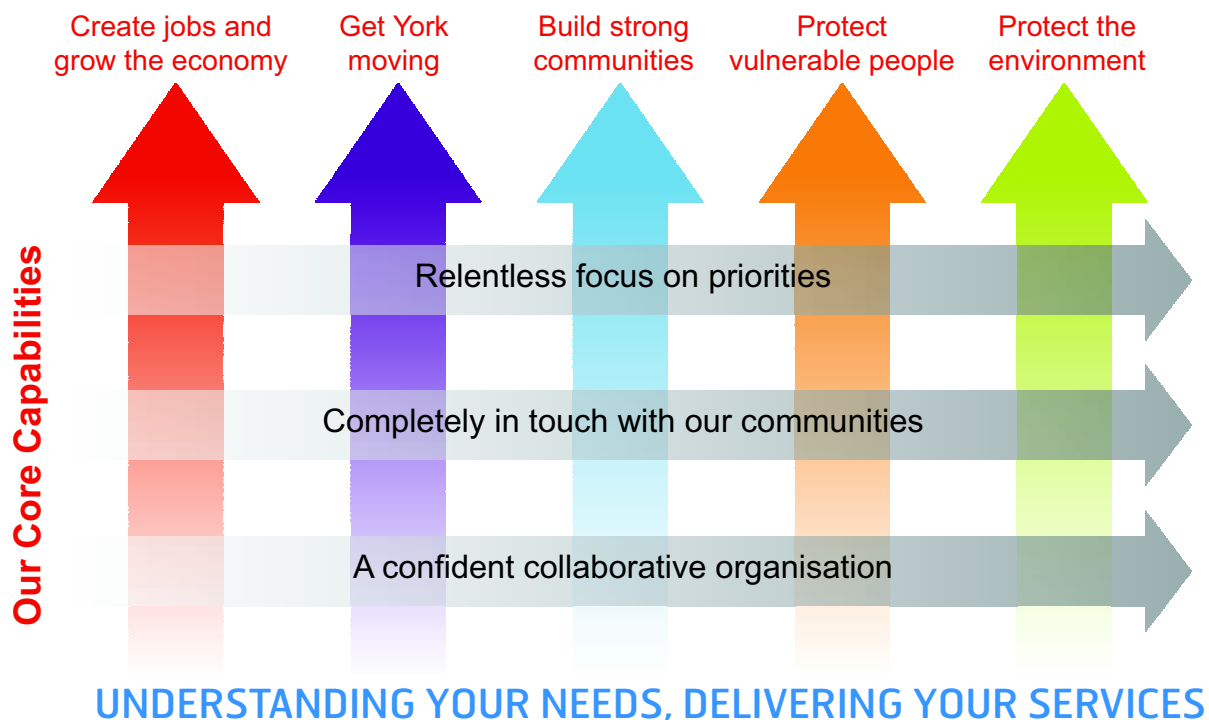 Create jobs and
grow the economy
Get York
moving
Build strong
communities
Protect
vulnerable people
Protect the
environment
Our Core Capabilities
Relentless focus on priorities
Completely in touch with our communities
A confident collaborative organisation
UNDERSTANDING YOUR NEEDS, DELIVERING YOUR SERVICES